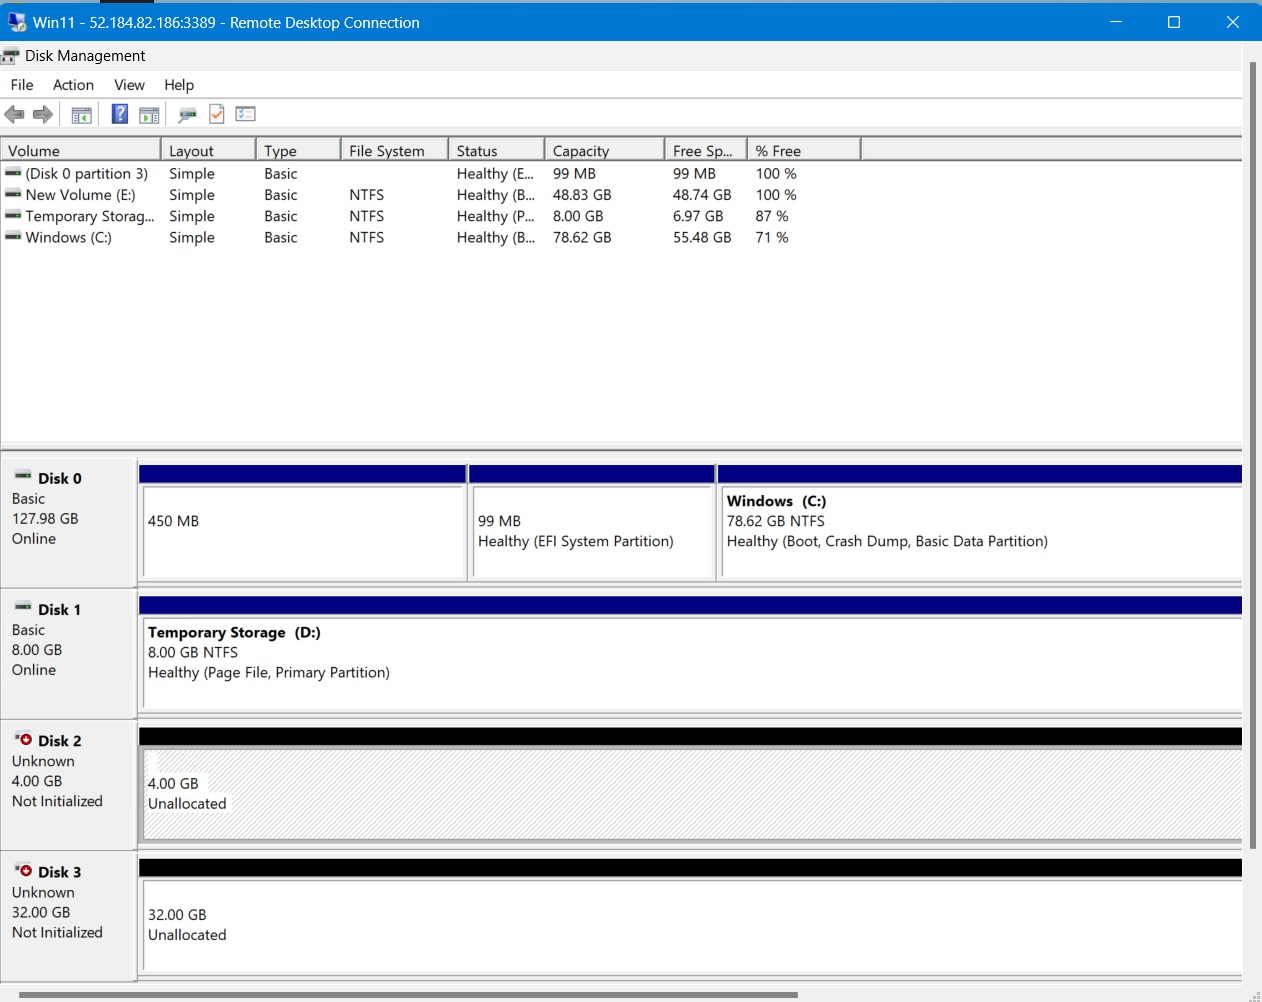 Win11 - 52.184.82.186:3389 - Remote Desktop Connection
Disk Management
File Action View Help
Volume Layout Type File System Status Capacity Free Sp... % Free
(Disk 0 partition 3) Simple Basic Healthy (E... 99 MB 99 MB 100 %
New Volume (E:) Simple Basic NTFS Healthy (B... 48.83 GB 48.74 GB 100 %
Temporary Storag... Simple Basic NTFS Healthy (P... 8.00 GB 6.97 GB 87 %
Windows (C:) Simple Basic NTFS Healthy (B... 78.62 GB 55.48 GB 71 %
Disk 0
Basic
127.98 GB
Online
450 MB
99 MB
Healthy (EFI System Partition)
Windows (C:)
78.62 GB NTFS
Healthy (Boot, Crash Dump, Basic Data Partition)
Disk 1
Basic
8.00 GB
Online
Temporary Storage (D:)
8.00 GB NTFS
Healthy (Page File, Primary Partition)
Disk 2
Unknown
4.00 GB
Not Initialized
4.00 GB
Unallocated
Disk 3
Unknown
32.00 GB
Not Initialized
32.00 GB
Unallocated